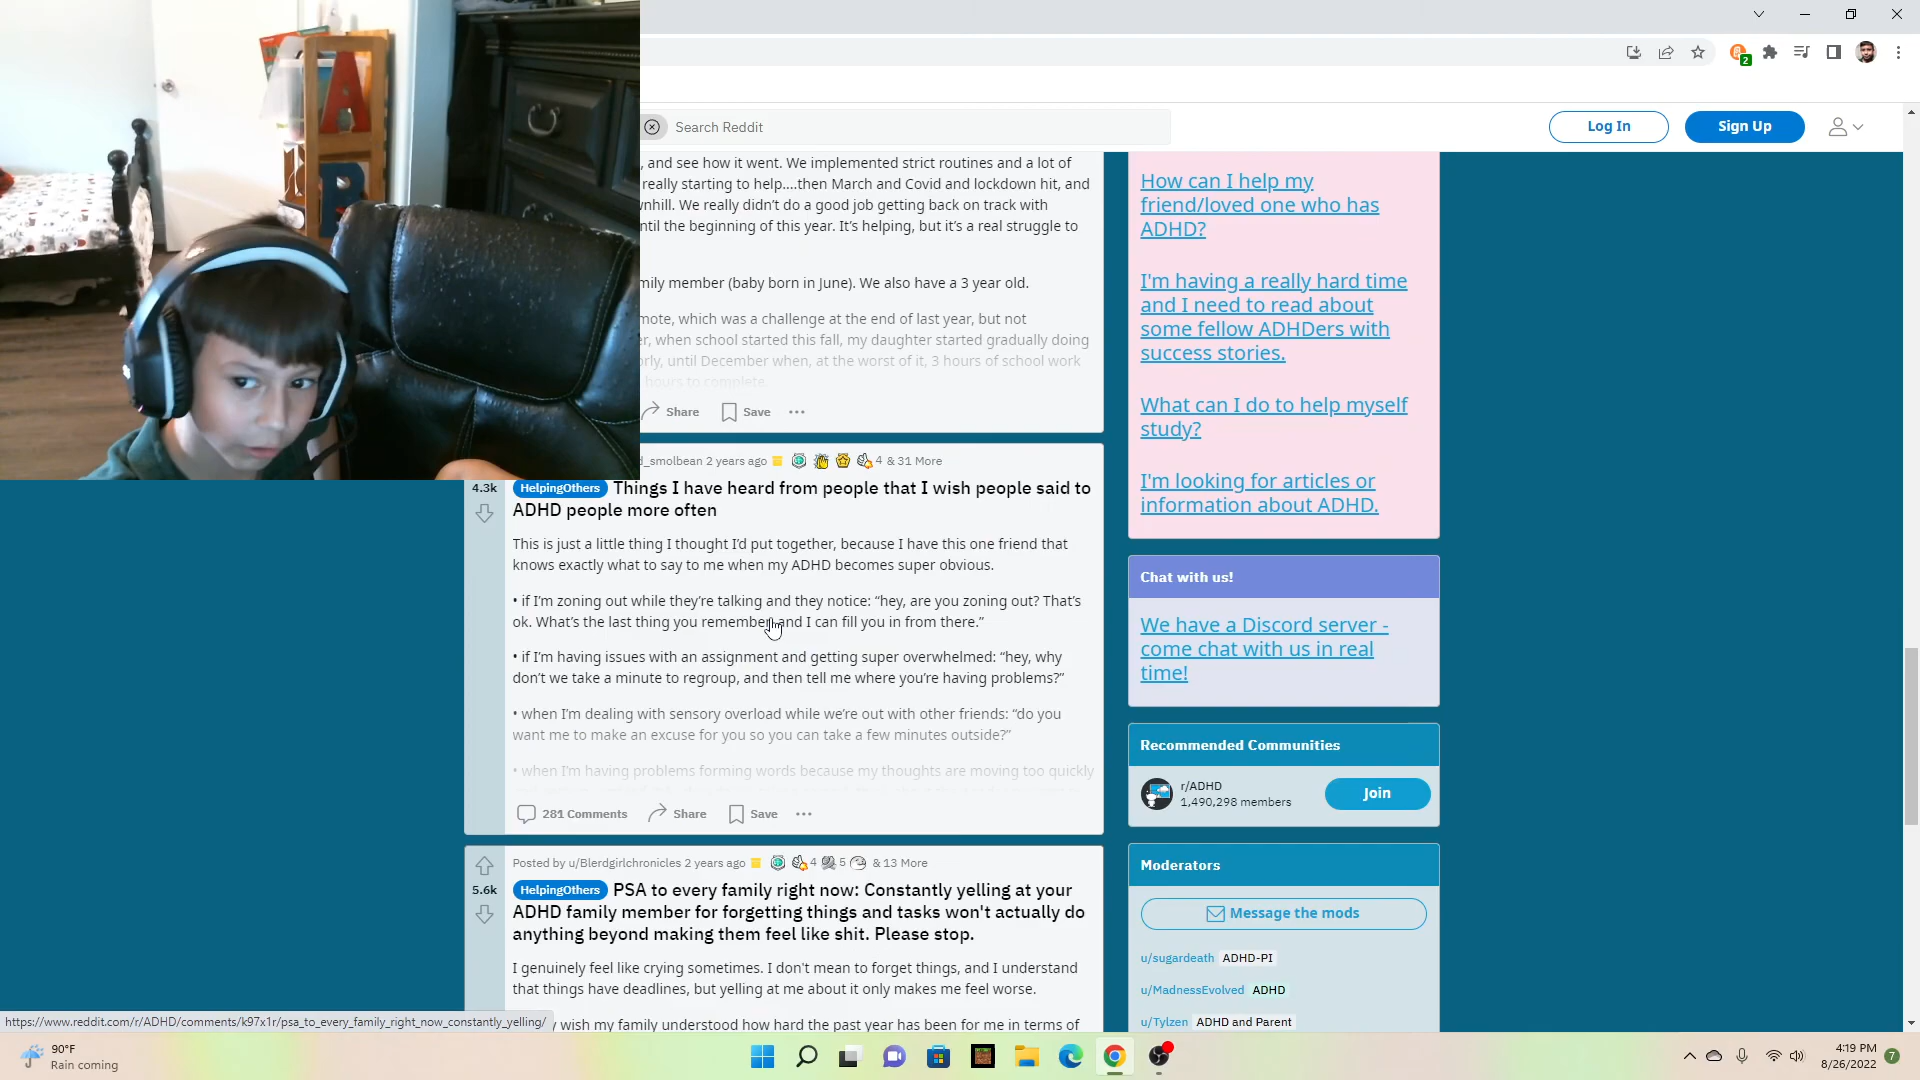 2
Search Reddit
Log In
Sign Up
, and see how it went. We implemented strict routines and a lot of
really starting to help....then March and Covid and lockdown hit, and
nhill. We really didn't do a good job getting back on track with
ntil the beginning of this year. It's helping, but it's a real struggle to
mily member (baby born in June). We also have a 3 year old.
mote, which was a challenge at the end of last year, but not
er, when school started this fall, my daughter started gradually doing
orly, until December when, at the worst of it, 3 hours of school work
hours to complete.
Share
Save
d_smolbean 2 years ago
4 & 31 More
4.3k
HelpingOthers Things I have heard from people that I wish people said to
ADHD people more often
This is just a little thing I thought I'd put together, because I have this one friend that
knows exactly what to say to me when my ADHD becomes super obvious.
• if I'm zoning out while they're talking and they notice: “hey, are you zoning out? That's
ok. What's the last thing you remember and I can fill you in from there.”
• if I'm having issues with an assignment and getting super overwhelmed: “hey, why
don't we take a minute to regroup, and then tell me where you're having problems?”
• when I'm dealing with sensory overload while we're out with other friends: “do you
want me to make an excuse for you so you can take a few minutes outside?”
• when I'm having problems forming words because my thoughts are moving too quickly
281 Comments
Share
Save
Posted by u/Blerdgirlchronicles 2 years ago
4
5
& 13 More
5.6k
HelpingOthers PSA to every family right now: Constantly yelling at your
ADHD family member for forgetting things and tasks won't actually do
anything beyond making them feel like shit. Please stop.
I genuinely feel like crying sometimes. I don't mean to forget things, and I understand
that things have deadlines, but yelling at me about it only makes me feel worse.
wish my family understood how hard the past year has been for me in terms of
How can I help my
friend/loved one who has
ADHD?
I'm having a really hard time
and I need to read about
some fellow ADHDers with
success stories.
What can I do to help myself
study?
I'm looking for articles or
information about ADHD.
Chat with us!
We have a Discord server -
come chat with us in real
time!
Recommended Communities
r/ADHD
1,490,298 members
Join
Moderators
Message the mods
u/sugardeath ADHD-PI
u/MadnessEvolved ADHD
u/Tylzen ADHD and Parent
https://www.reddit.com/r/ADHD/comments/k97x1r/psa_to_every_family_right_now_constantly_yelling/
90°F
Rain coming
4:19 PM
8/26/2022
7
A
B